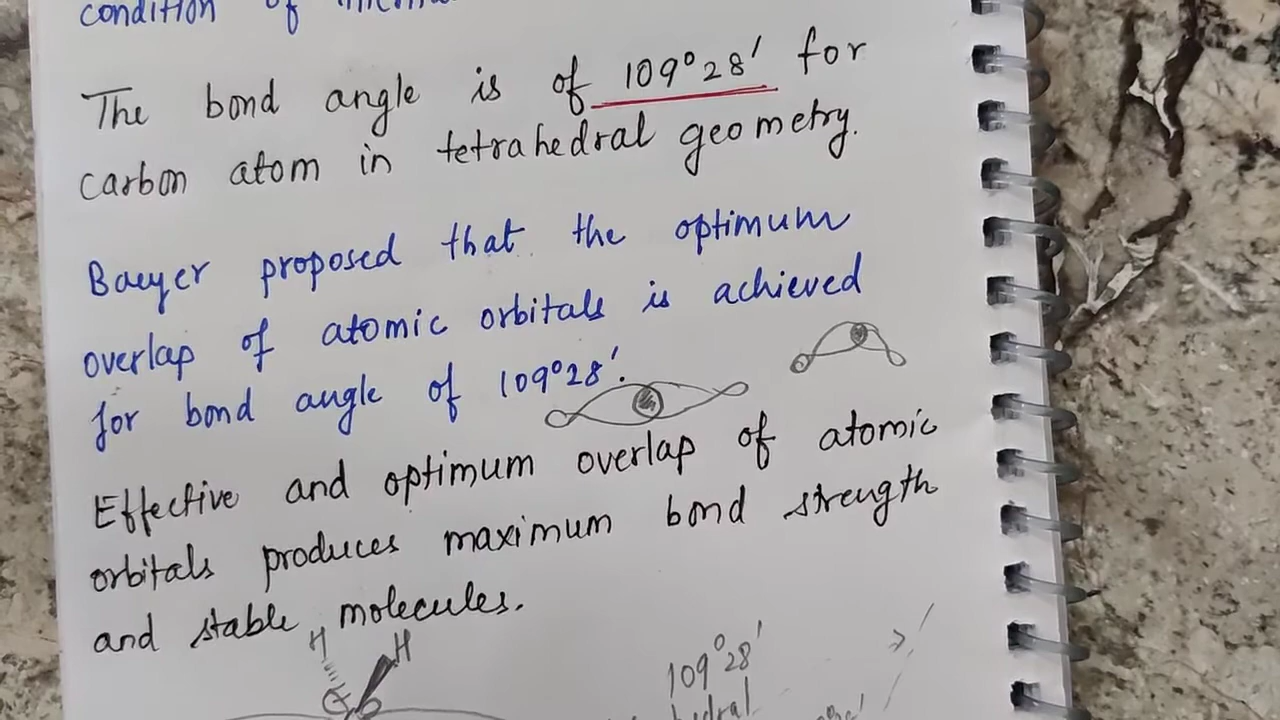 condition of
The bond angle is of 109°28' for
carbon atom in tetrahedral geometry.
Baeyer proposed that the optimum
overlap of atomic orbitals is achieved
for bond angle of 109°28'.
Effective and optimum overlap of atomic
orbitals produces maximum bond strength
and stable molecules.
H H
109°28'